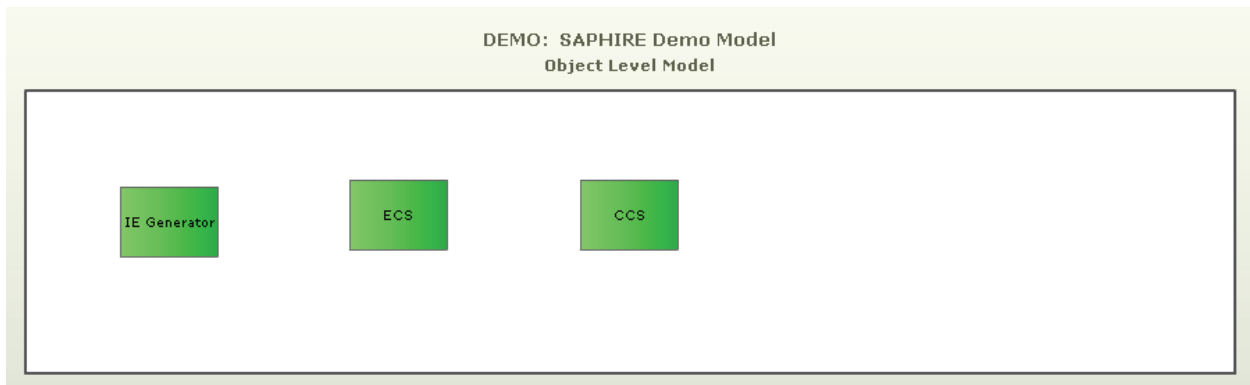 DEMO: SAPHIRE Demo Model
Object Level Model
IE Generator
ECS
CCS